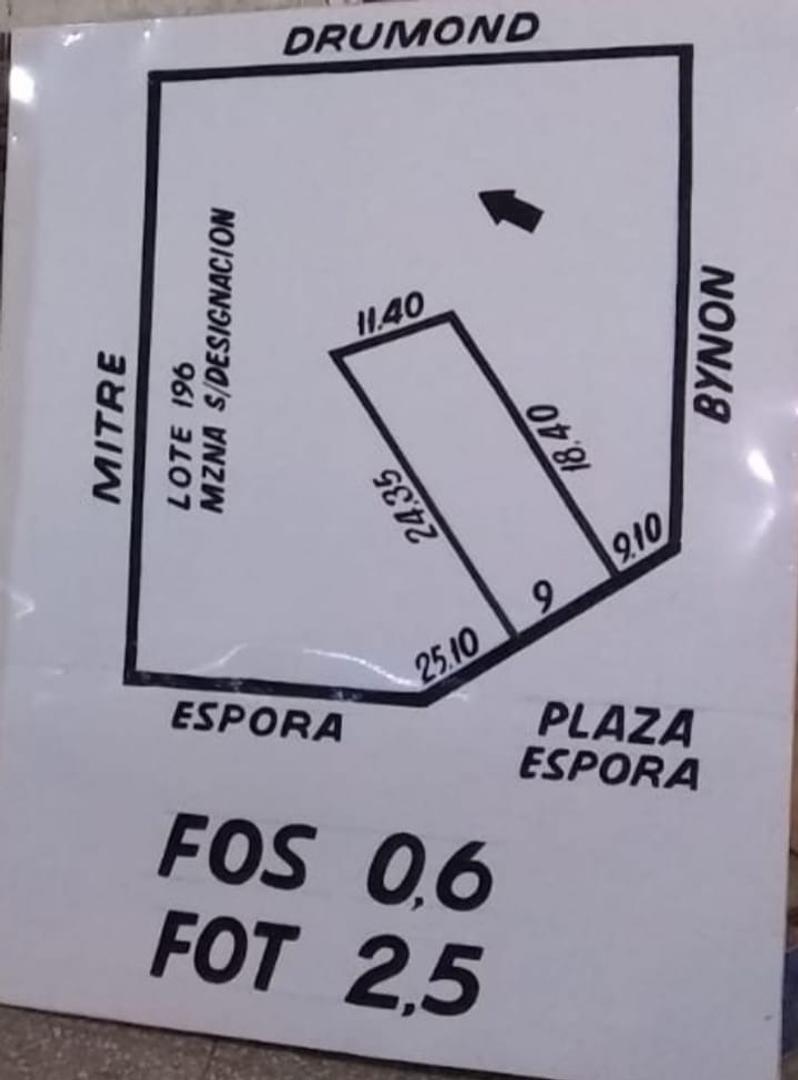 DRUMOND
MITRE
LOTE 196
MZNA S/DESIGNACION
11.40
BYNON
18.40
24.35
9.10
9
25.10
ESPORA
PLAZA
ESPORA
FOS 0,6
FOT 2,5